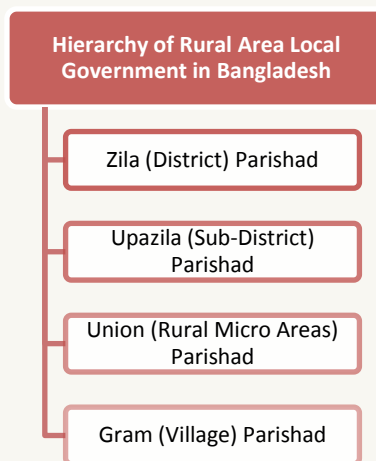 Hierarchy of Rural Area Local
Government in Bangladesh
Zila (District) Parishad
Upazila (Sub-District)
Parishad
Union (Rural Micro Areas)
Parishad
Gram (Village) Parishad